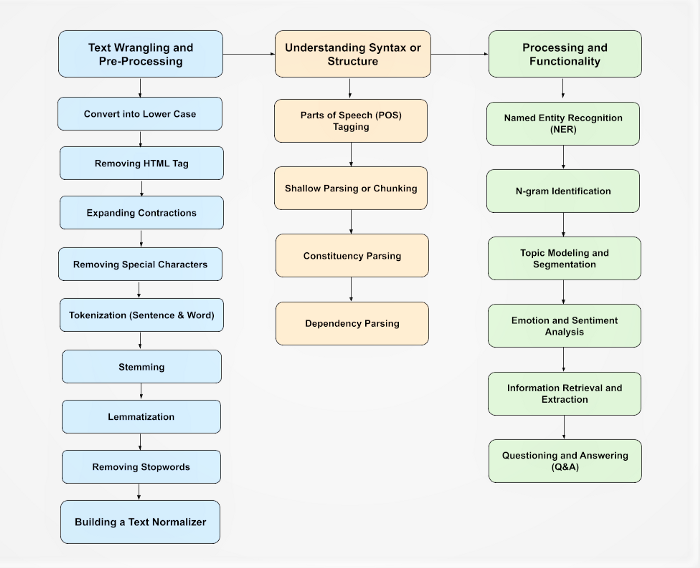 Text Wrangling and
Pre-Processing
Convert into Lower Case
Removing HTML Tag
Expanding Contractions
Removing Special Characters
Tokenization (Sentence & Word)
Stemming
Lemmatization
Removing Stopwords
Building a Text Normalizer
Understanding Syntax or
Structure
Parts of Speech (POS)
Tagging
Shallow Parsing or Chunking
Constituency Parsing
Dependency Parsing
Processing and
Functionality
Named Entity Recognition
(NER)
N-gram Identification
Topic Modeling and
Segmentation
Emotion and Sentiment
Analysis
Information Retrieval and
Extraction
Questioning and Answering
(Q&A)